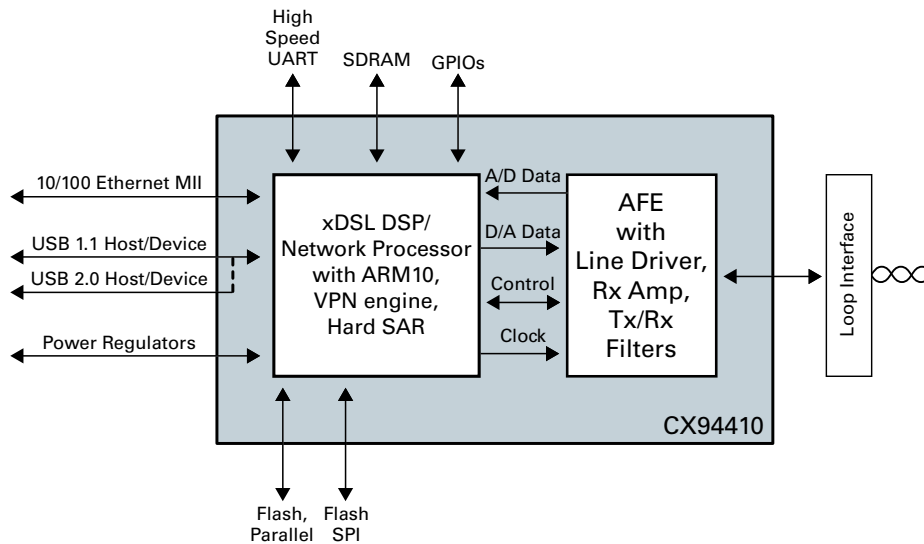 High
Speed
UART
SDRAM
GPIOs
10/100 Ethernet MII
USB 1.1 Host/Device
USB 2.0 Host/Device
Power Regulators
xDSL DSP/
Network Processor
with ARM10,
VPN engine,
Hard SAR
A/D Data
D/A Data
Control
Clock
AFE
with
Line Driver,
Rx Amp,
Tx/Rx
Filters
Loop Interface
CX94410
Flash,
Parallel
Flash
SPI